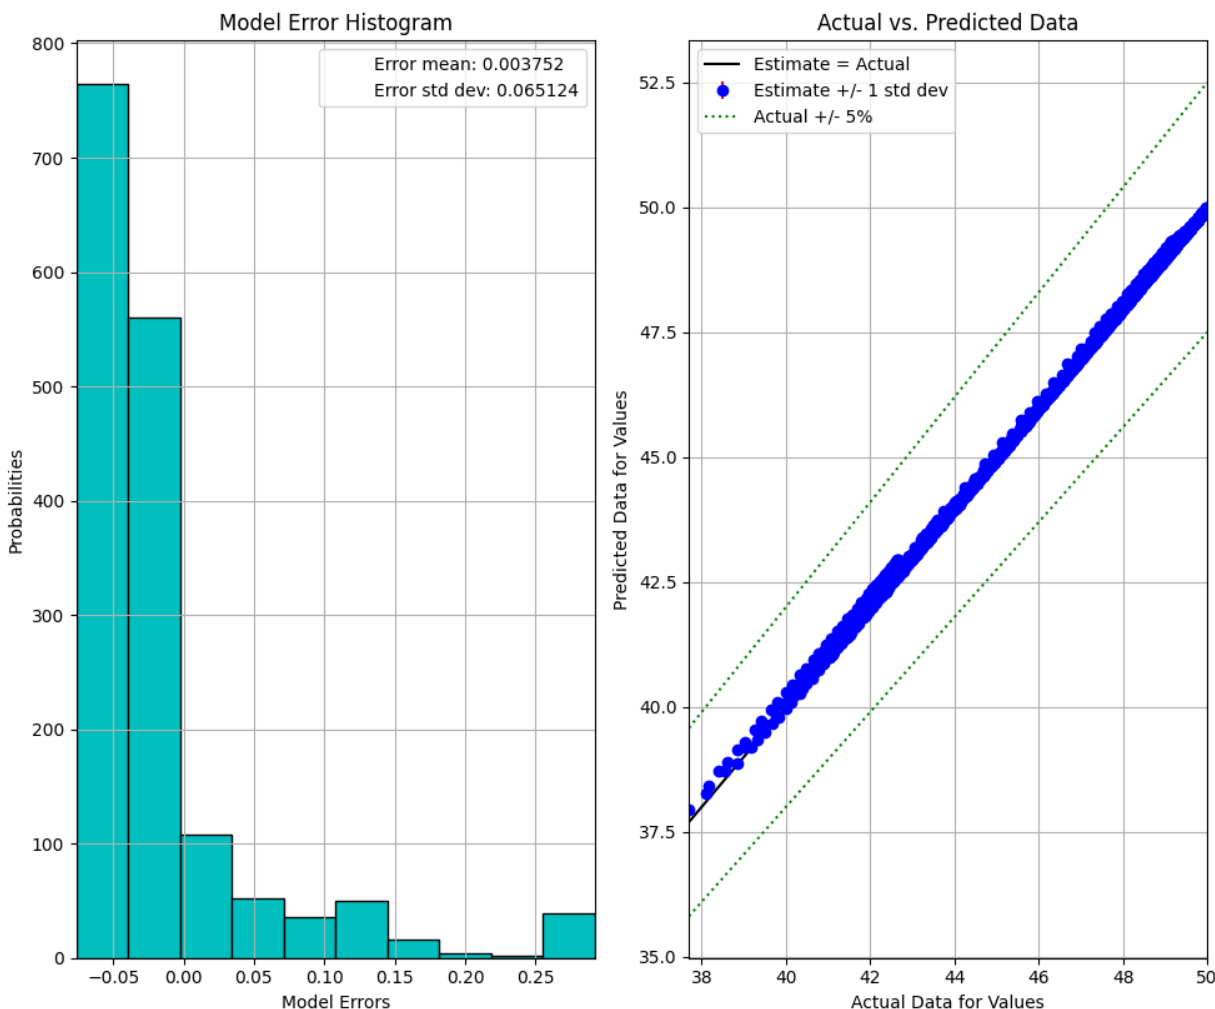 Model Error Histogram
Error mean: 0.003752
Error std dev: 0.065124
Probabilities
800
700
600
500
400
300
200
100
0
−0.05 0.00 0.05 0.10 0.15 0.20 0.25
Model Errors
Actual vs. Predicted Data
Estimate = Actual
Estimate +/- 1 std dev
Actual +/- 5%
Predicted Data for Values
52.5
50.0
47.5
45.0
42.5
40.0
37.5
35.0
38 40 42 44 46 48 50
Actual Data for Values